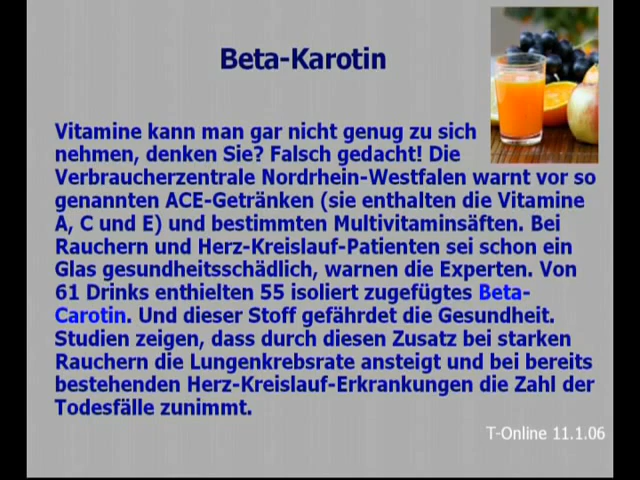 Beta-Karotin
Vitamine kann man gar nicht genug zu sich
nehmen, denken Sie? Falsch gedacht! Die
Verbraucherzentrale Nordrhein-Westfalen warnt vor so
genannten ACE-Getränken (sie enthalten die Vitamine
A, C und E) und bestimmten Multivitaminsäften. Bei
Rauchern und Herz-Kreislauf-Patienten sei schon ein
Glas gesundheitsschädlich, warnen die Experten. Von
61 Drinks enthielten 55 isoliert zugefügtes Beta-
Carotin. Und dieser Stoff gefährdet die Gesundheit.
Studien zeigen, dass durch diesen Zusatz bei starken
Rauchern die Lungenkrebsrate ansteigt und bei bereits
bestehenden Herz-Kreislauf-Erkrankungen die Zahl der
Todesfälle zunimmt.
T-Online 11.1.06